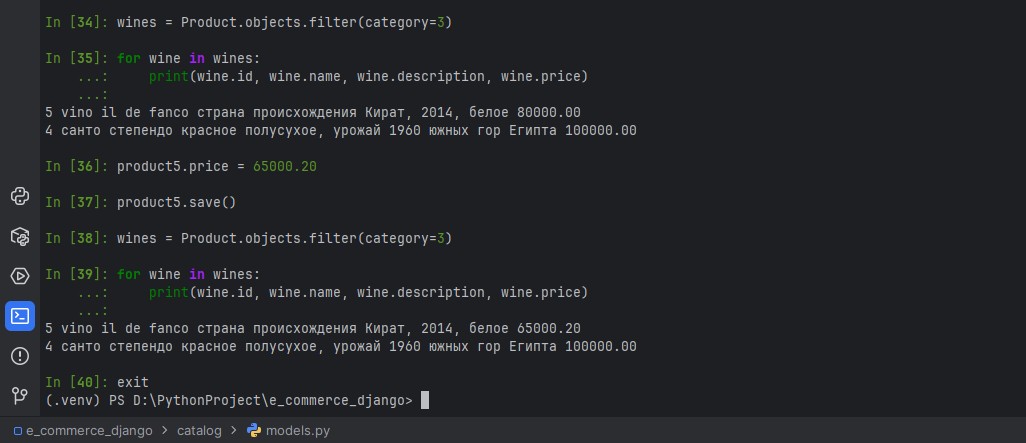 In [34]: wines = Product.objects.filter(category=3)
In [35]: for wine in wines:
    ...:     print(wine.id, wine.name, wine.description, wine.price)
    ...:
5 vino il de fanco страна происхождения Кират, 2014, белое 80000.00
4 санто степендо красное полусухое, урожай 1960 южных гор Египта 100000.00
In [36]: product5.price = 65000.20
In [37]: product5.save()
In [38]: wines = Product.objects.filter(category=3)
In [39]: for wine in wines:
    ...:     print(wine.id, wine.name, wine.description, wine.price)
    ...:
5 vino il de fanco страна происхождения Кират, 2014, белое 65000.20
4 санто степендо красное полусухое, урожай 1960 южных гор Египта 100000.00
In [40]: exit
(.venv) PS D:\PythonProject\e_commerce_django>
e_commerce_django > catalog > models.py